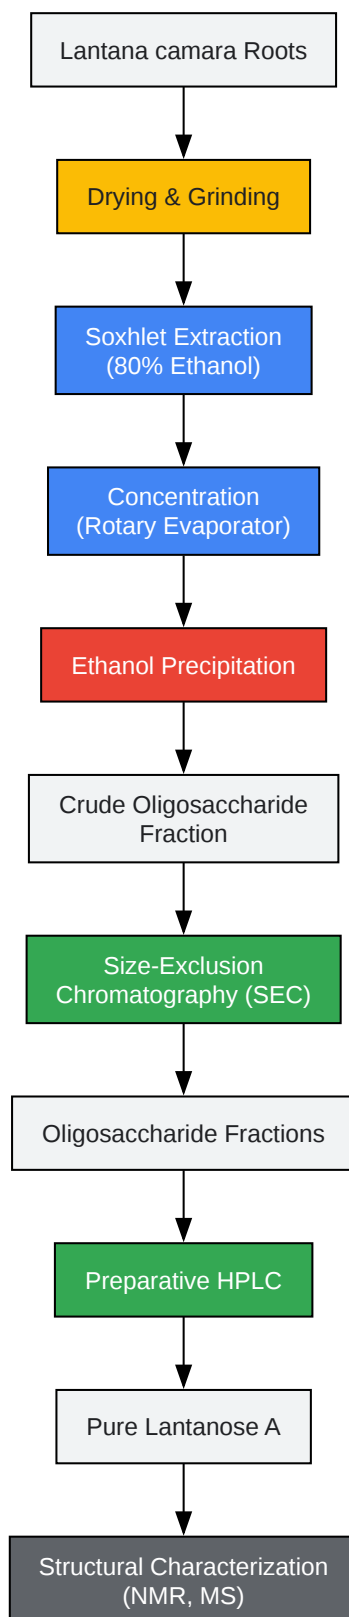 Lantana camara Roots
Drying & Grinding
Soxhlet Extraction
(80% Ethanol)
Concentration
(Rotary Evaporator)
Ethanol Precipitation
Crude Oligosaccharide
Fraction
Size-Exclusion
Chromatography (SEC)
Oligosaccharide Fractions
Preparative HPLC
Pure Lantanose A
Structural Characterization
(NMR, MS)